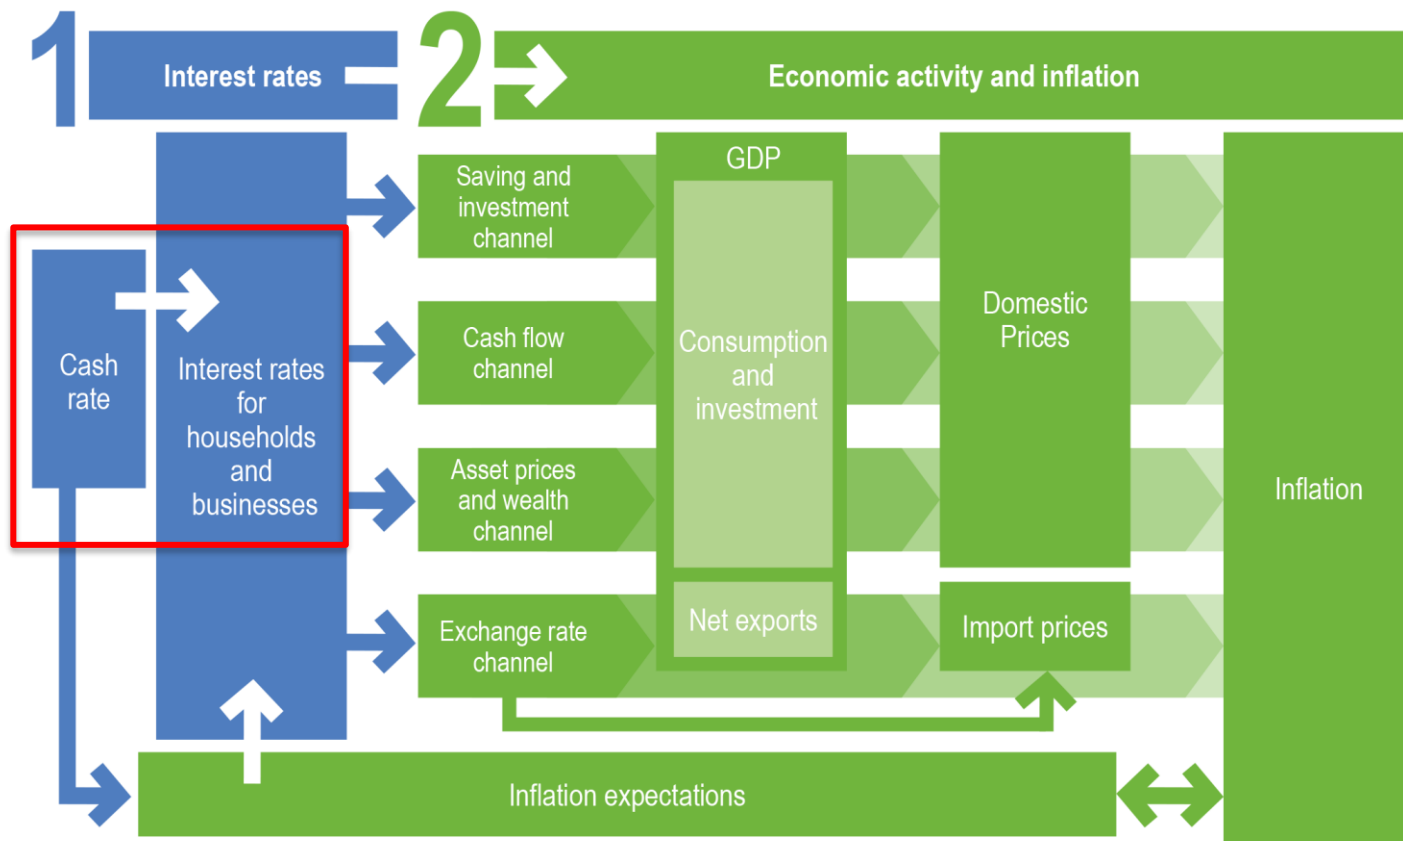 1
Interest rates
2
Economic activity and inflation
Cash
rate
Interest rates
for
households
and
businesses
Saving and
investment
channel
Cash flow
channel
Asset prices
and wealth
channel
Exchange rate
channel
GDP
Consumption
and
investment
Net exports
Domestic
Prices
Import prices
Inflation
Inflation expectations